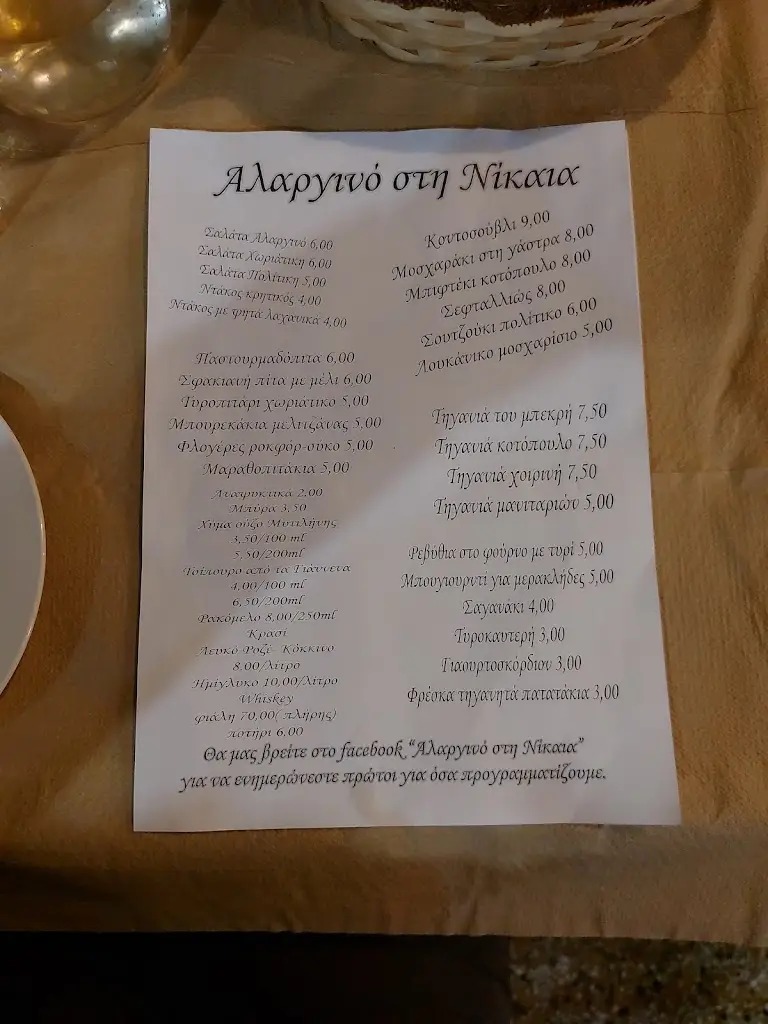 Αλαργινό στη Νίκαια
Σαλάτα Αλαργινό 6,00
Σαλάτα Χωριάτικη 6,00
Σαλάτα Πολίτικη 5,00
Ντάκος κρητικός 4,00
Ντάκος με ψητά λαχανικά 4,00
Παστουρμαδόπιτα 6,00
Σφακιανή πίτα με μέλι 6,00
Τυροπιτάρι χωριάτικο 5,00
Μπουρεκάκια μελιτζάνας 5,00
Φλογέρες ροκφόρ-σύκο 5,00
Μαραθοπιτάκια 5,00
Αναψυκτικά 2,00
Μπύρα 3,50
Χύμα ούζο Μυτιλήνης
3,50/100 ml
5,50/200ml
Τσίπουρο από τα Γιάννενα
4,00/100 ml
6,50/200ml
Ρακόμελο 8,00/250ml
Κρασί
Λευκό-Ροζέ- Κόκκινο
8,00/λίτρο
Ημίγλυκο 10,00/λίτρο
Whiskey
φιάλη 70,00( πλήρης)
ποτήρι 6,00
Κοντοσούβλι 9,00
Μοσχαράκι στη γάστρα 8,00
Μπιφτέκι κοτόπουλο 8,00
Σεφταλλιώς 8,00
Σουτζούκι πολίτικο 6,00
Λουκάνικο μοσχαρίσιο 5,00
Τηγανιά του μπεκρή 7,50
Τηγανιά κοτόπουλο 7,50
Τηγανιά χοιρινή 7,50
Τηγανιά μανιταριών 5,00
Ρεβύθια στο φούρνο με τυρί 5,00
Μπουγιουρντί για μερακλήδες 5,00
Σαγανάκι 4,00
Τυροκαυτερή 3,00
Γιαουρτοσκόρδιον 3,00
Φρέσκα τηγανητά πατατάκια 3,00
Θα μας βρείτε στο facebook "Αλαργινό στη Νίκαια"
για να ενημερώνεστε πρώτοι για όσα προγραμματίζουμε.